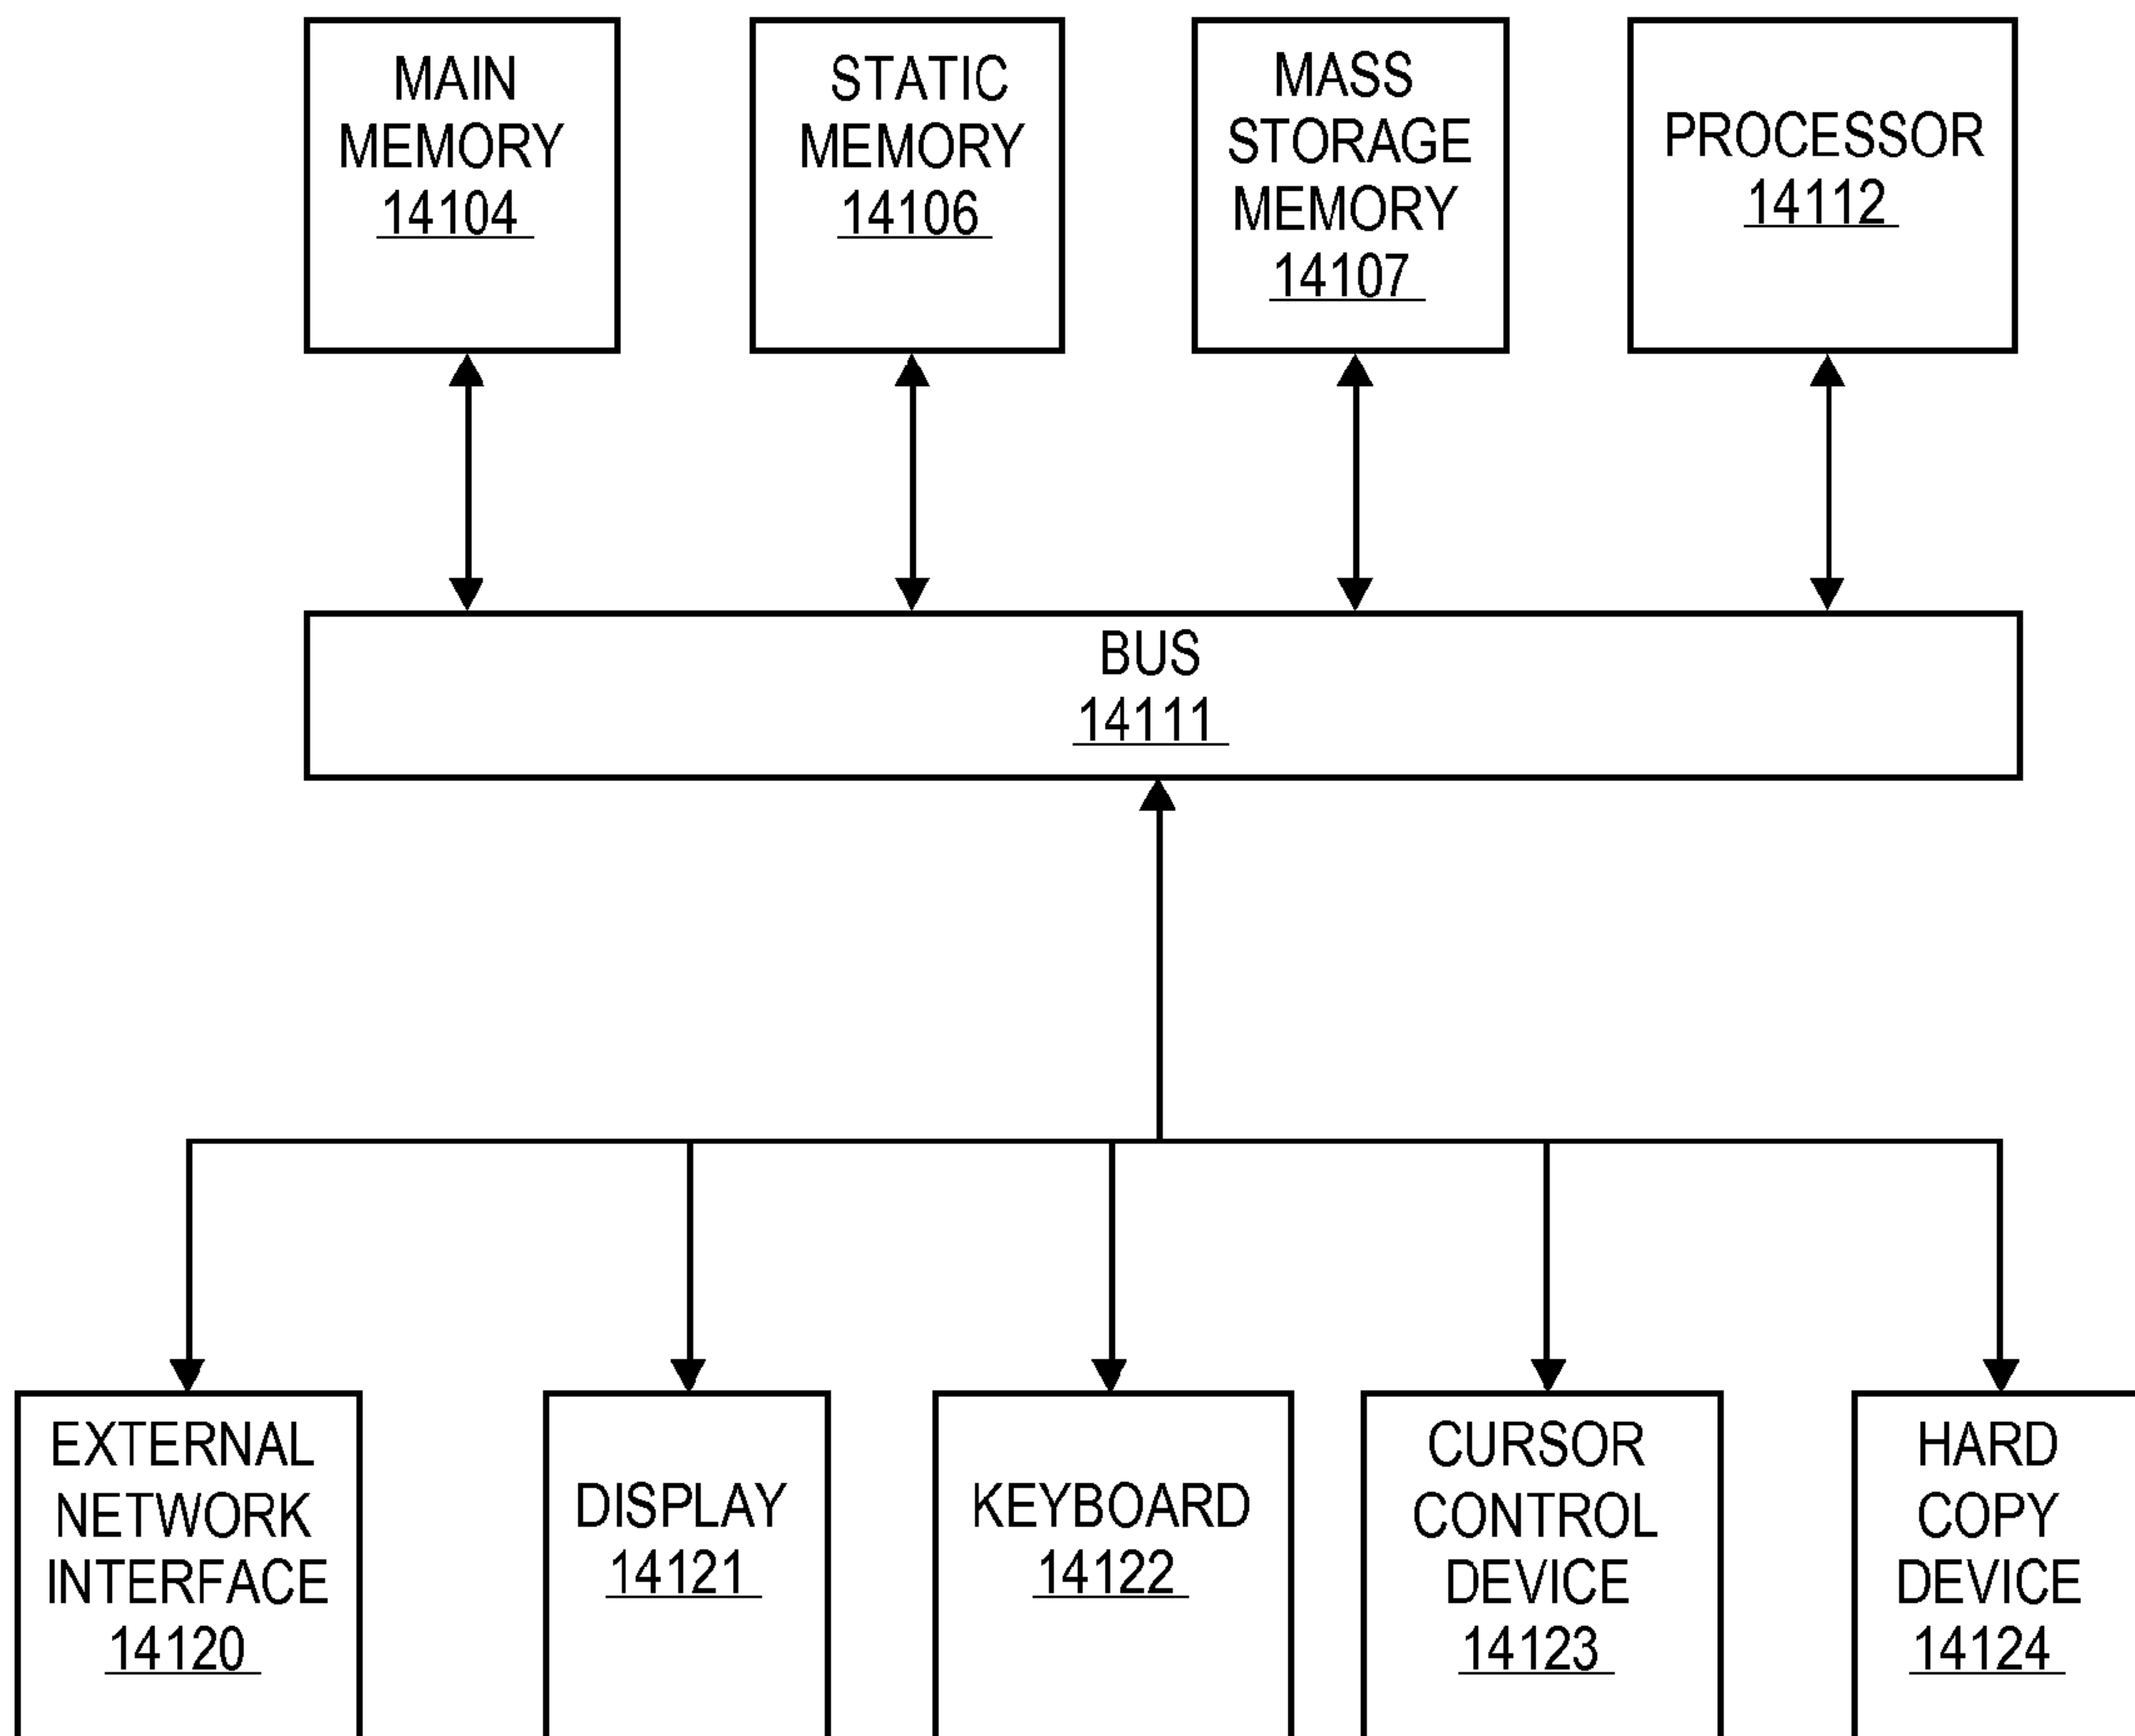 MAIN
MEMORY
14104
STATIC
MEMORY
14106
MASS
STORAGE
MEMORY
14107
PROCESSOR
14112
BUS
14111
EXTERNAL
NETWORK
INTERFACE
14120
DISPLAY
14121
KEYBOARD
14122
CURSOR
CONTROL
DEVICE
14123
HARD
COPY
DEVICE
14124